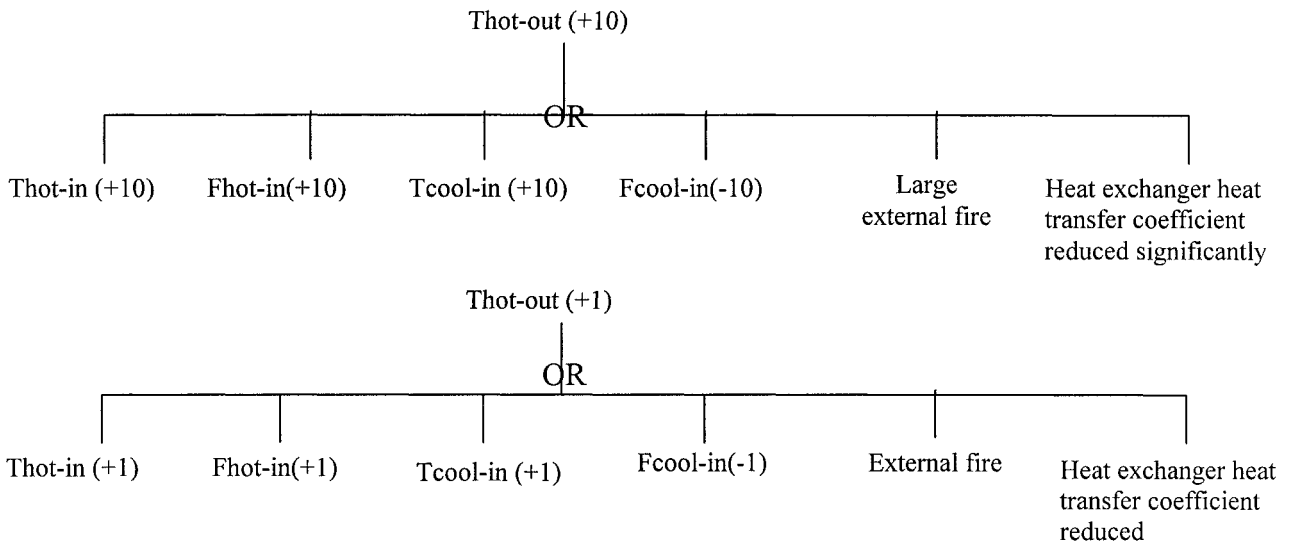 Thot-out (+10)
OR
Thot-in (+10)
Fhot-in(+10)
Tcool-in (+10)
Fcool-in(-10)
Large
external fire
Heat exchanger heat
transfer coefficient
reduced significantly
Thot-out (+1)
OR
Thot-in (+1)
Fhot-in(+1)
Tcool-in (+1)
Fcool-in(-1)
External fire
Heat exchanger heat
transfer coefficient
reduced